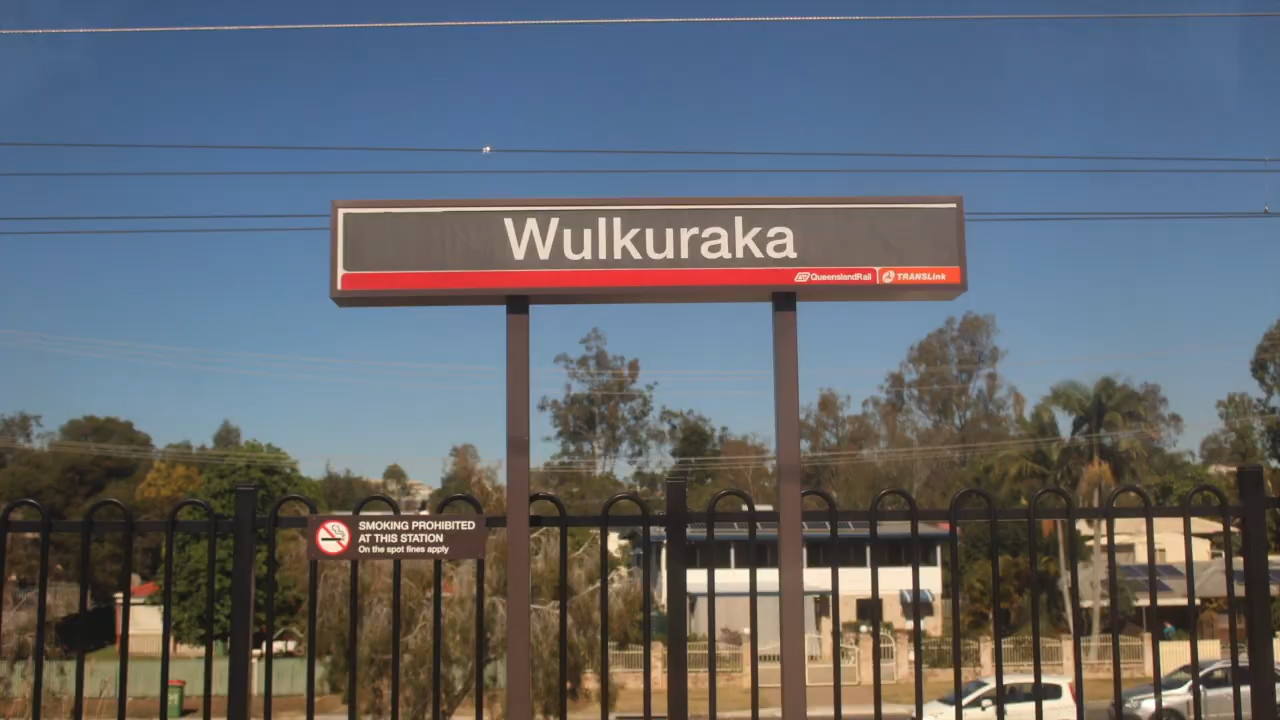 Wulkuraka
QueenslandRail
TRANSLink
SMOKING PROHIBITED
AT THIS STATION
On the spot fines apply